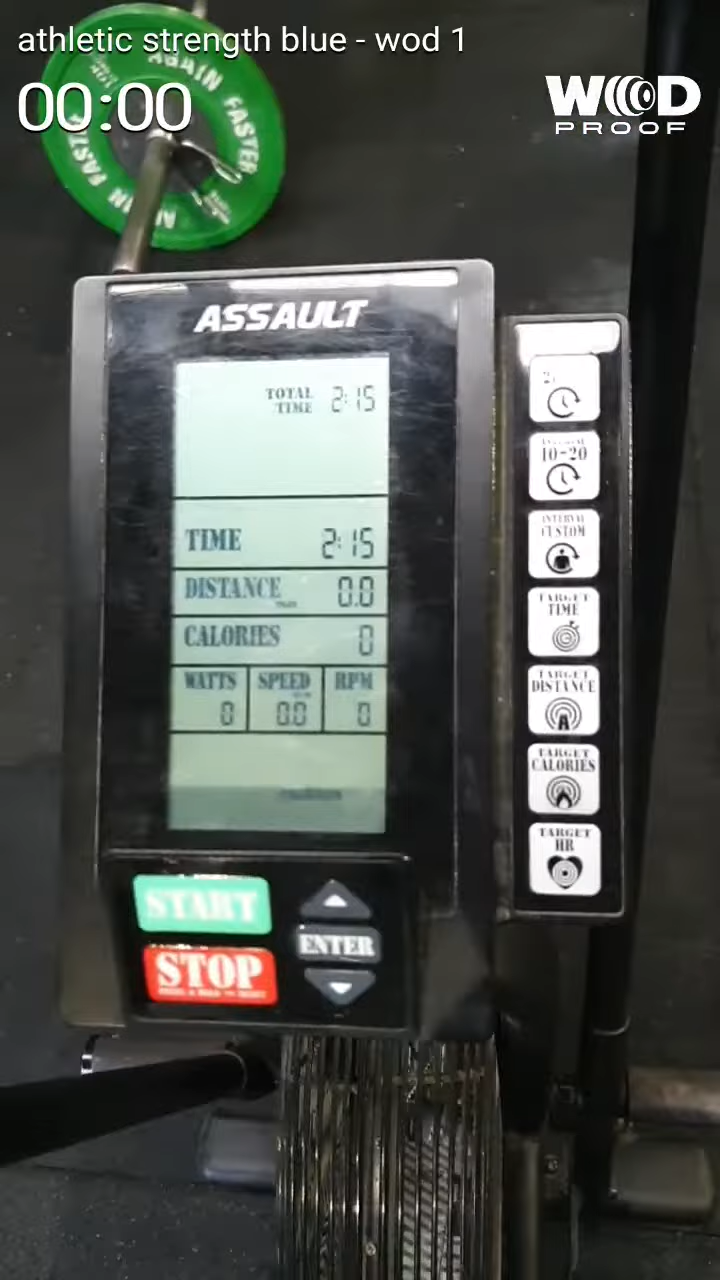 athletic strength blue - wod 1
00:00
WOD
PROOF
AGAIN FASTER
AGAIN FASTER
ASSAULT
TOTAL TIME 2:15
TIME 2:15
DISTANCE 0.0
CALORIES 0
WATTS SPEED RPM
0 0.0 0
10-20
INTERVAL
CUSTOM
TARGET
TIME
TARGET
DISTANCE
TARGET
CALORIES
TARGET
HR
START
ENTER
STOP